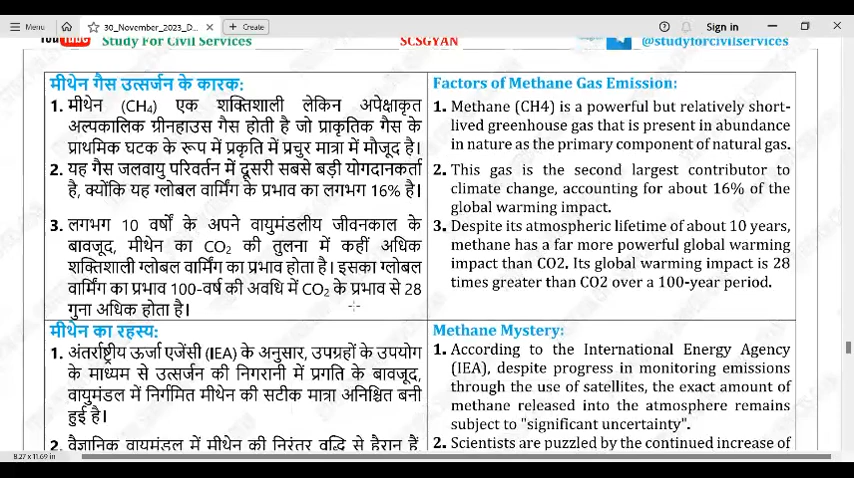 Menu
30_November_2023_D...
+ Create
Sign in
Study For Civil Services
SCSGYAN
@studyforcivilservices
मीथेन गैस उत्सर्जन के कारक:
1. मीथेन (CH₄) एक शक्तिशाली लेकिन अपेक्षाकृत
अल्पकालिक ग्रीनहाउस गैस होती है जो प्राकृतिक गैस के
प्राथमिक घटक के रूप में प्रकृति में प्रचुर मात्रा में मौजूद है।
2. यह गैस जलवायु परिवर्तन में दूसरी सबसे बड़ी योगदानकर्ता
है, क्योंकि यह ग्लोबल वार्मिंग के प्रभाव का लगभग 16% है।
3. लगभग 10 वर्षों के अपने वायुमंडलीय जीवनकाल के
बावजूद, मीथेन का CO₂ की तुलना में कहीं अधिक
शक्तिशाली ग्लोबल वार्मिंग का प्रभाव होता है। इसका ग्लोबल
वार्मिंग का प्रभाव 100-वर्ष की अवधि में CO₂ के प्रभाव से 28
गुना अधिक होता है।
Factors of Methane Gas Emission:
1. Methane (CH4) is a powerful but relatively short-
lived greenhouse gas that is present in abundance
in nature as the primary component of natural gas.
2. This gas is the second largest contributor to
climate change, accounting for about 16% of the
global warming impact.
3. Despite its atmospheric lifetime of about 10 years,
methane has a far more powerful global warming
impact than CO2. Its global warming impact is 28
times greater than CO2 over a 100-year period.
मीथेन का रहस्य:
1. अंतर्राष्ट्रीय ऊर्जा एजेंसी (IEA) के अनुसार, उपग्रहों के उपयोग
के माध्यम से उत्सर्जन की निगरानी में प्रगति के बावजूद,
वायुमंडल में निर्गमित मीथेन की सटीक मात्रा अनिश्चित बनी
हुई है।
2. वैज्ञानिक वायुमंडल में मीथेन की निरंतर वृद्धि से हैरान हैं
Methane Mystery:
1. According to the International Energy Agency
(IEA), despite progress in monitoring emissions
through the use of satellites, the exact amount of
methane released into the atmosphere remains
subject to "significant uncertainty".
2. Scientists are puzzled by the continued increase of
8.27 x 11.69 in